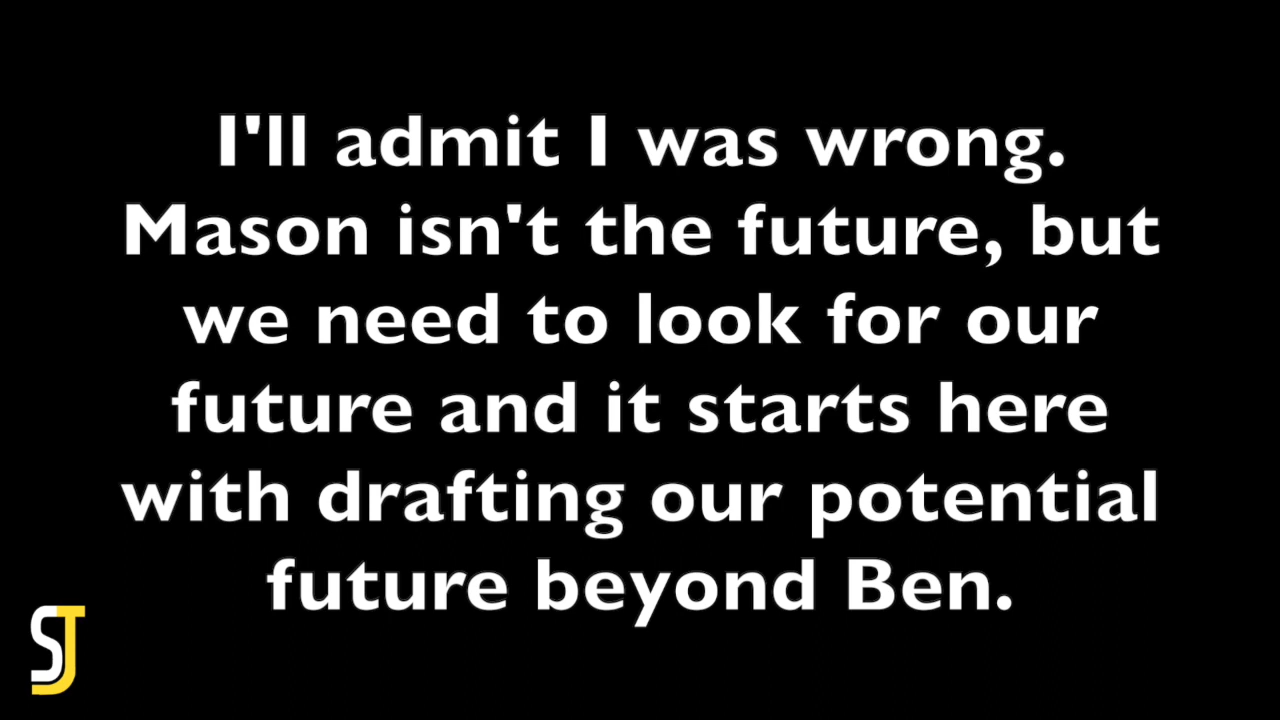 I'll admit I was wrong.
Mason isn't the future, but
we need to look for our
future and it starts here
with drafting our potential
future beyond Ben.
SJ